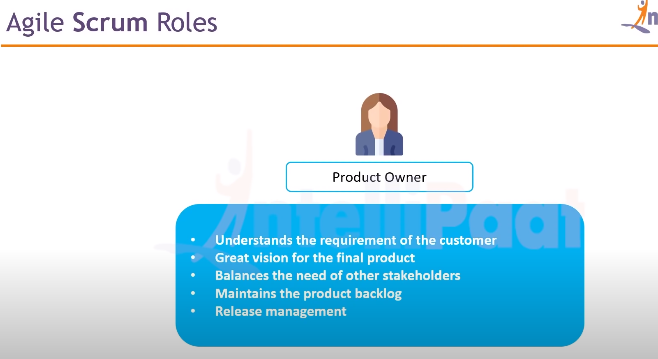 Agile Scrum Roles
Product Owner
IntelliPaat
• Understands the requirement of the customer
• Great vision for the final product
• Balances the need of other stakeholders
• Maintains the product backlog
• Release management